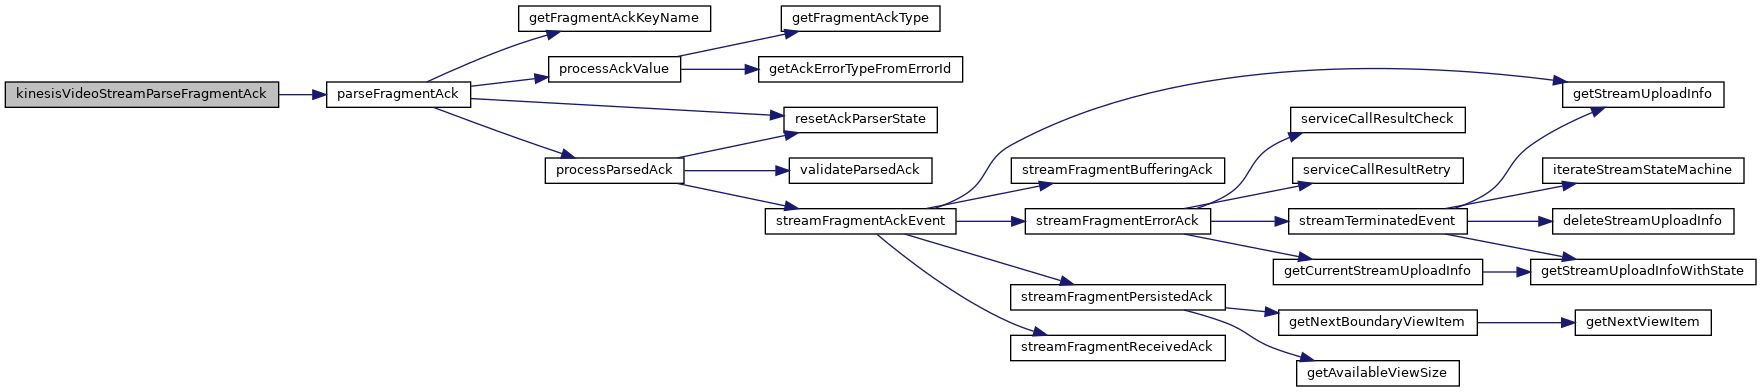 getFragmentAckKeyName
getFragmentAckType
processAckValue
getAckErrorTypeFromErrorId
kinesisVideoStreamParseFragmentAck
parseFragmentAck
getStreamUploadInfo
resetAckParserState
serviceCallResultCheck
processParsedAck
validateParsedAck
streamFragmentBufferingAck
serviceCallResultRetry
iterateStreamStateMachine
streamFragmentAckEvent
streamFragmentErrorAck
streamTerminatedEvent
deleteStreamUploadInfo
getCurrentStreamUploadInfo
getStreamUploadInfoWithState
streamFragmentPersistedAck
getNextBoundaryViewItem
getNextViewItem
streamFragmentReceivedAck
getAvailableViewSize